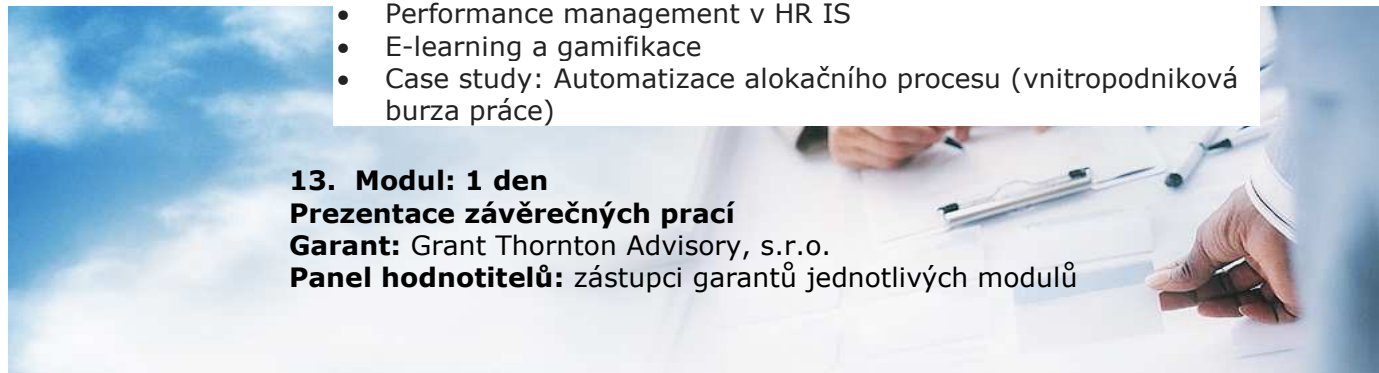 • Performance management v HR IS
• E-learning a gamifikace
• Case study: Automatizace alokačního procesu (vnitropodniková
burza práce)
13. Modul: 1 den
Prezentace závěrečných prací
Garant: Grant Thornton Advisory, s.r.o.
Panel hodnotitelů: zástupci garantů jednotlivých modulů